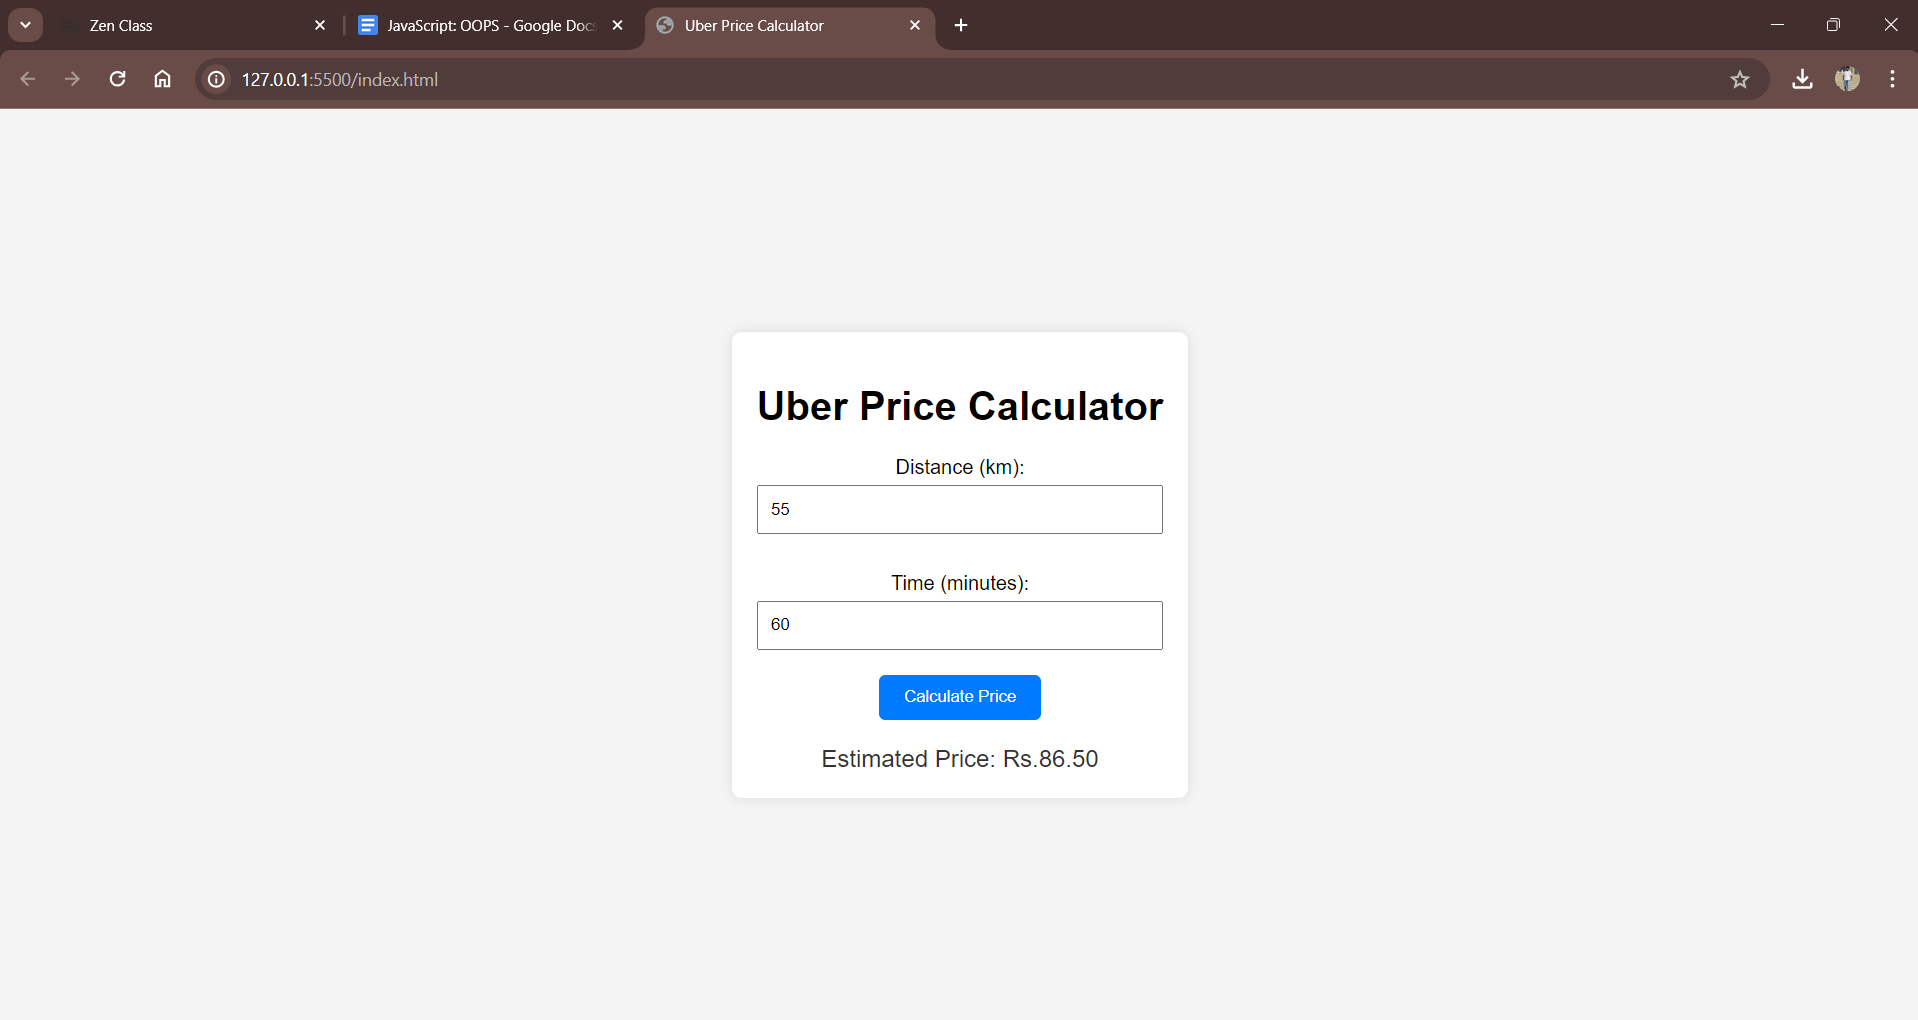 Zen Class
JavaScript: OOPS - Google Docs
Uber Price Calculator
127.0.0.1:5500/index.html
Uber Price Calculator
Distance (km):
55
Time (minutes):
60
Calculate Price
Estimated Price: Rs.86.50